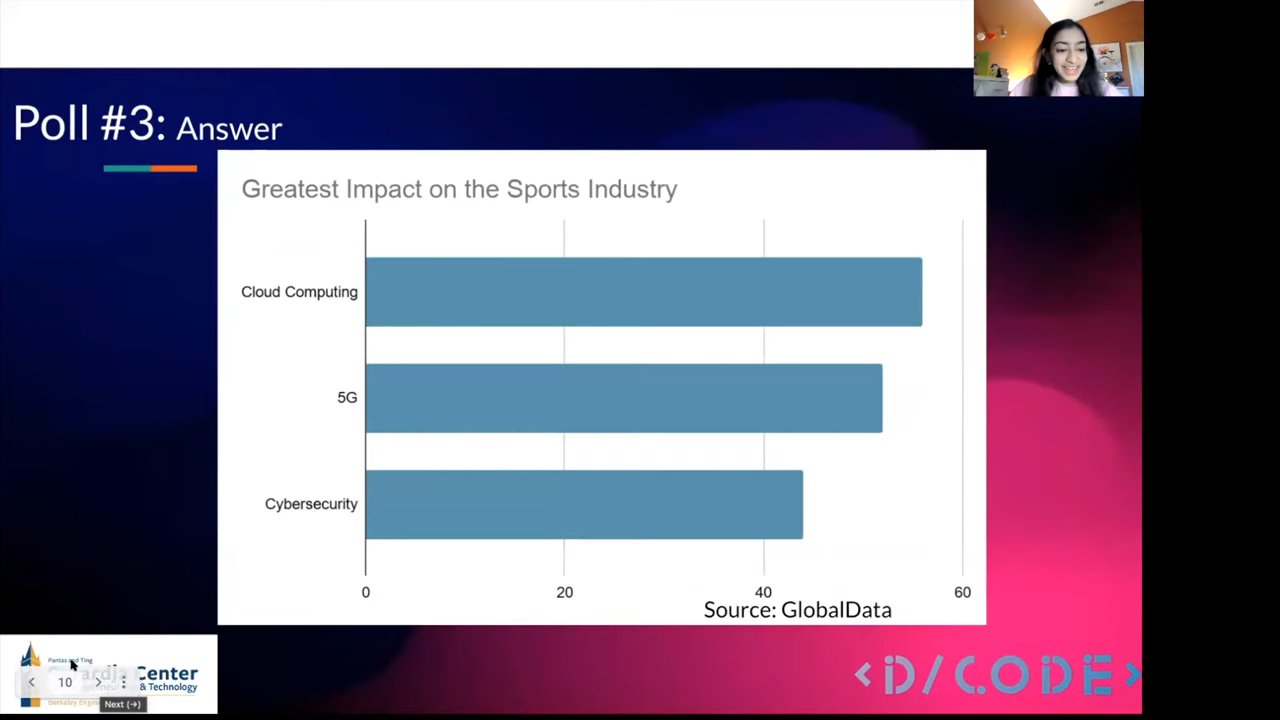 Poll #3: Answer
Greatest Impact on the Sports Industry
Cloud Computing
5G
Cybersecurity
0 20 40 60
Source: GlobalData
Center
10
& Technology
Next (→)
<D/CODE>